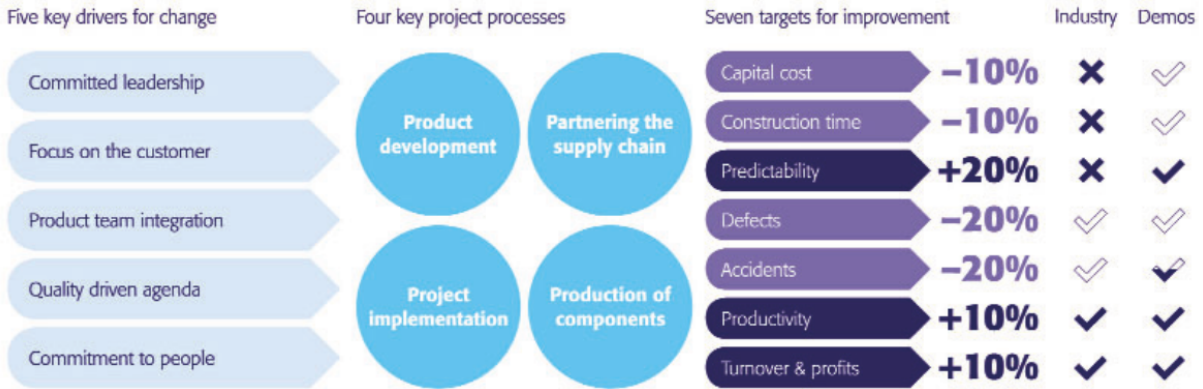 Five key drivers for change
Committed leadership
Focus on the customer
Product team integration
Quality driven agenda
Commitment to people
Four key project processes
Product
development
Partnering the
supply chain
Project
implementation
Production of
components
Seven targets for improvement Industry Demos
Capital cost –10%
Construction time –10%
Predictability +20%
Defects –20%
Accidents –20%
Productivity +10%
Turnover & profits +10%